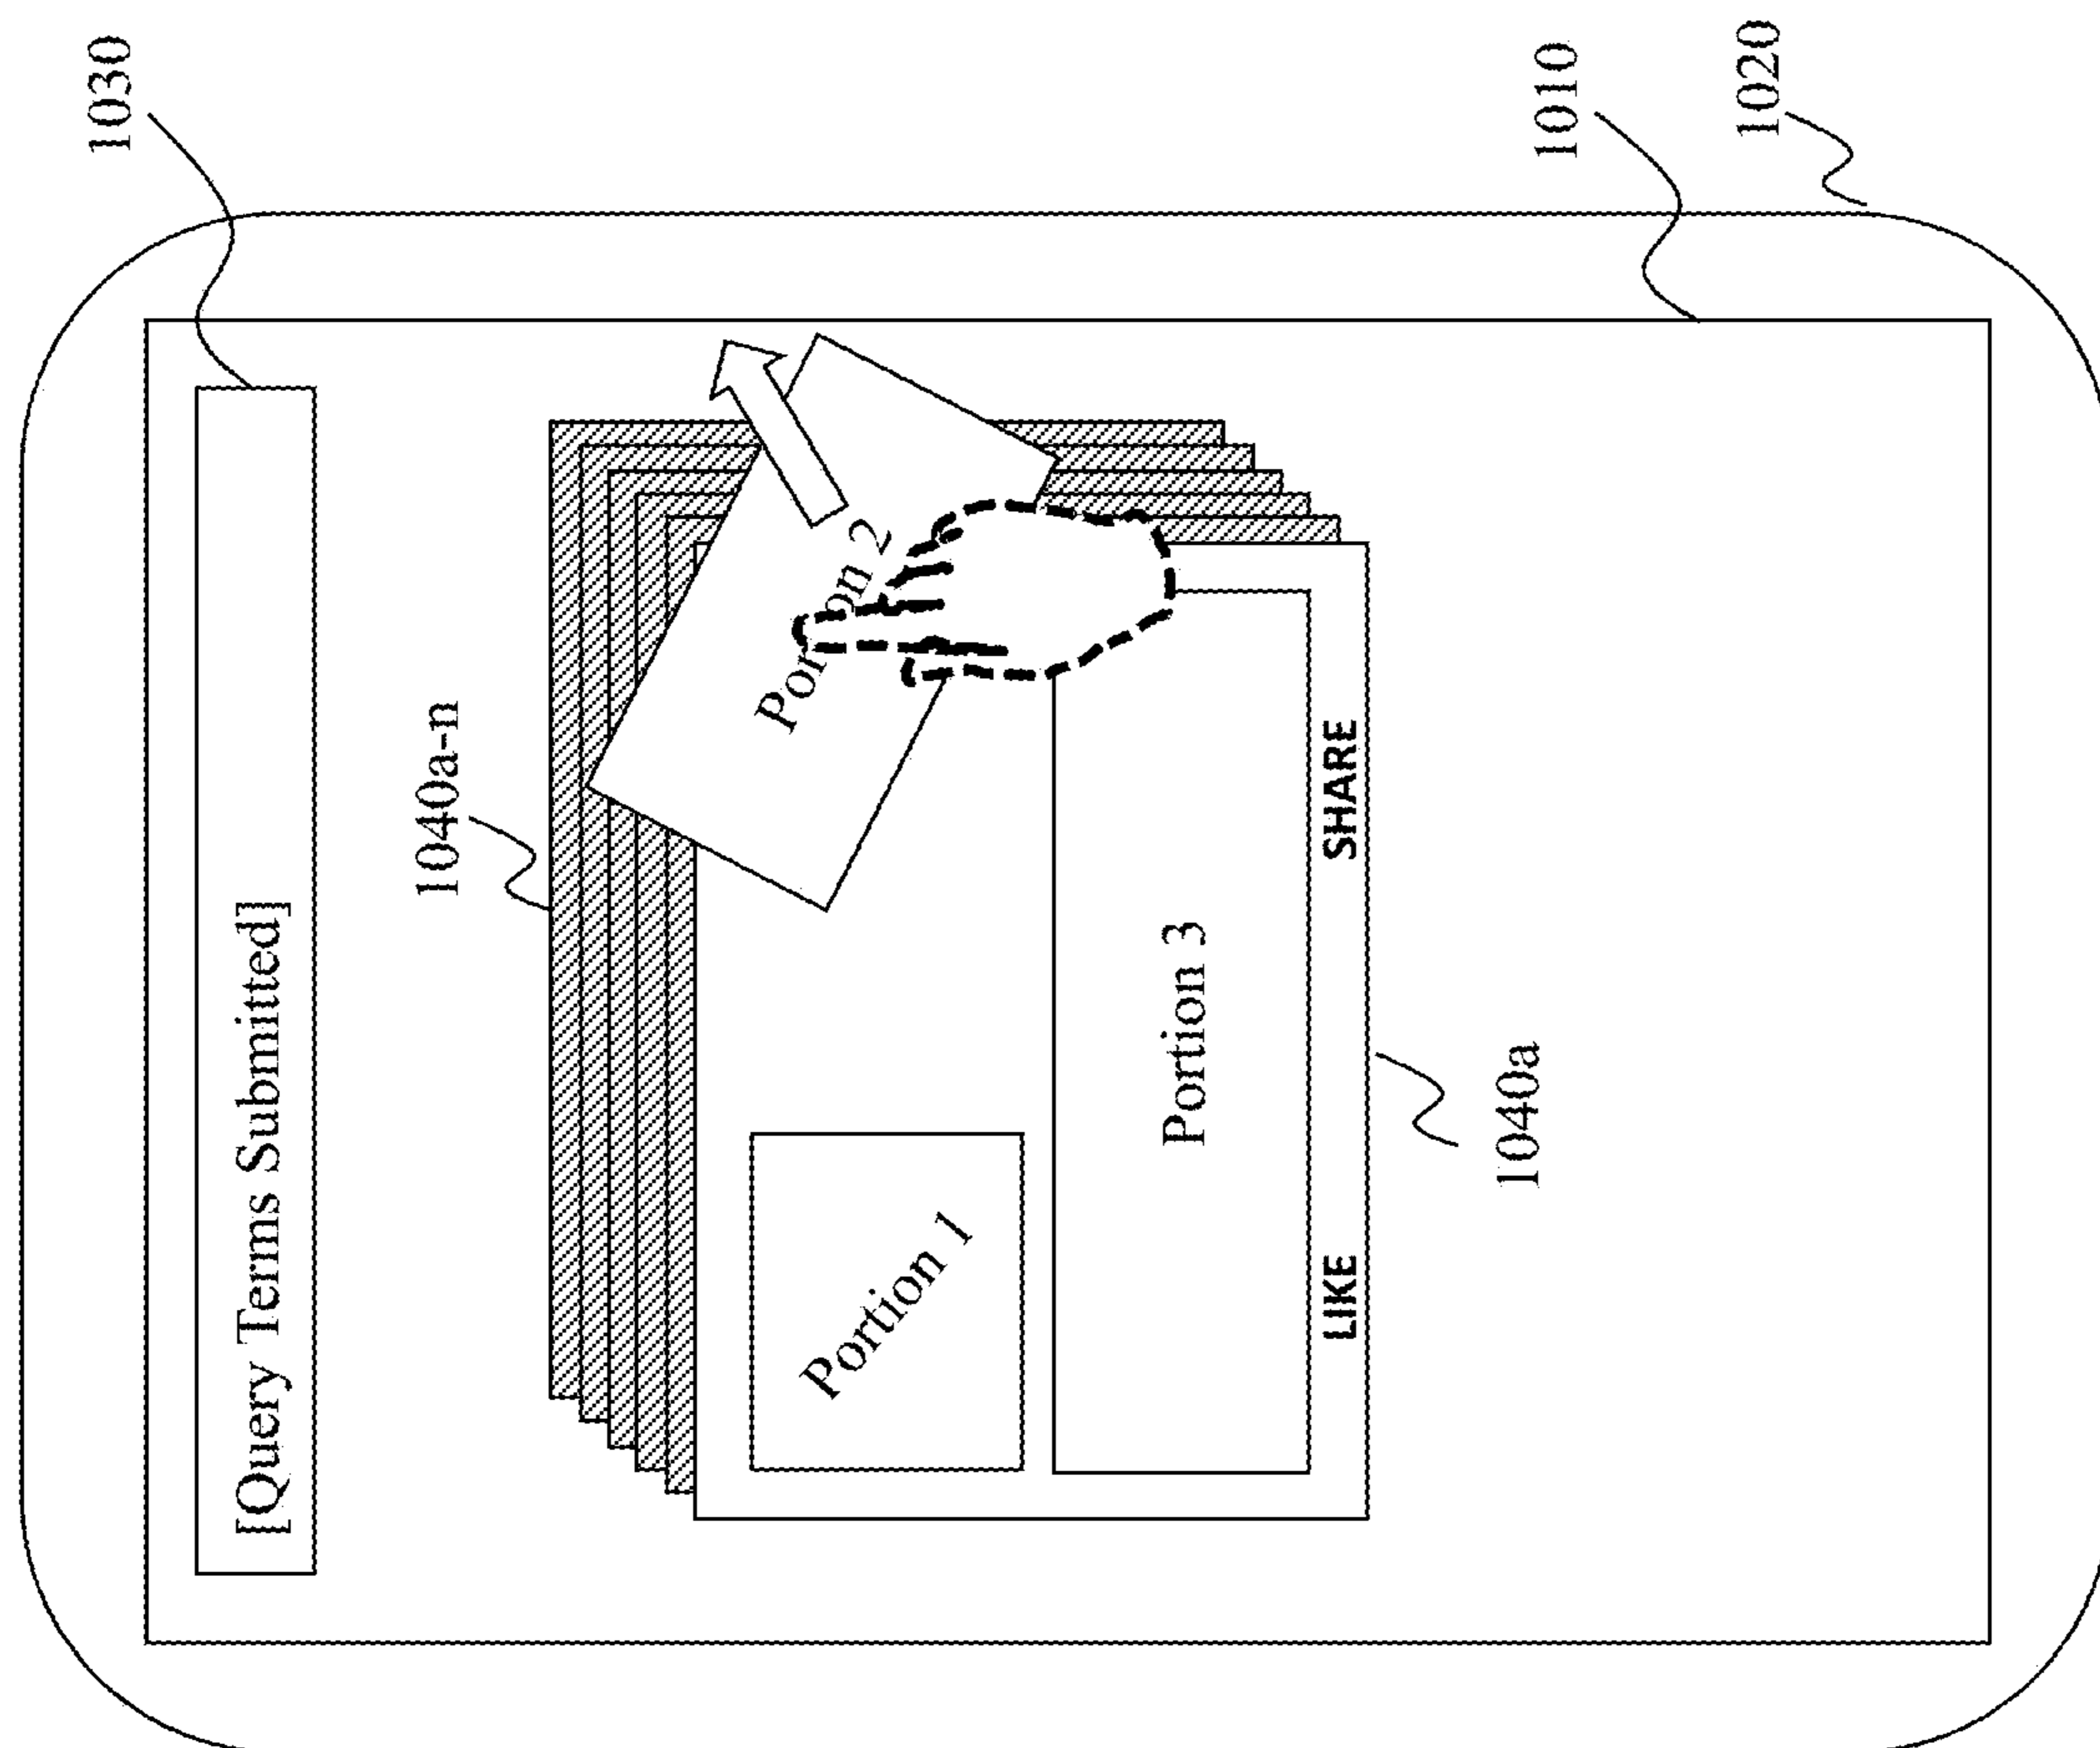 1030
[Query Terms Submitted]
1040a-n
Portion 1
Portion 2
Portion 3
LIKE
SHARE
1040a
1010
1020